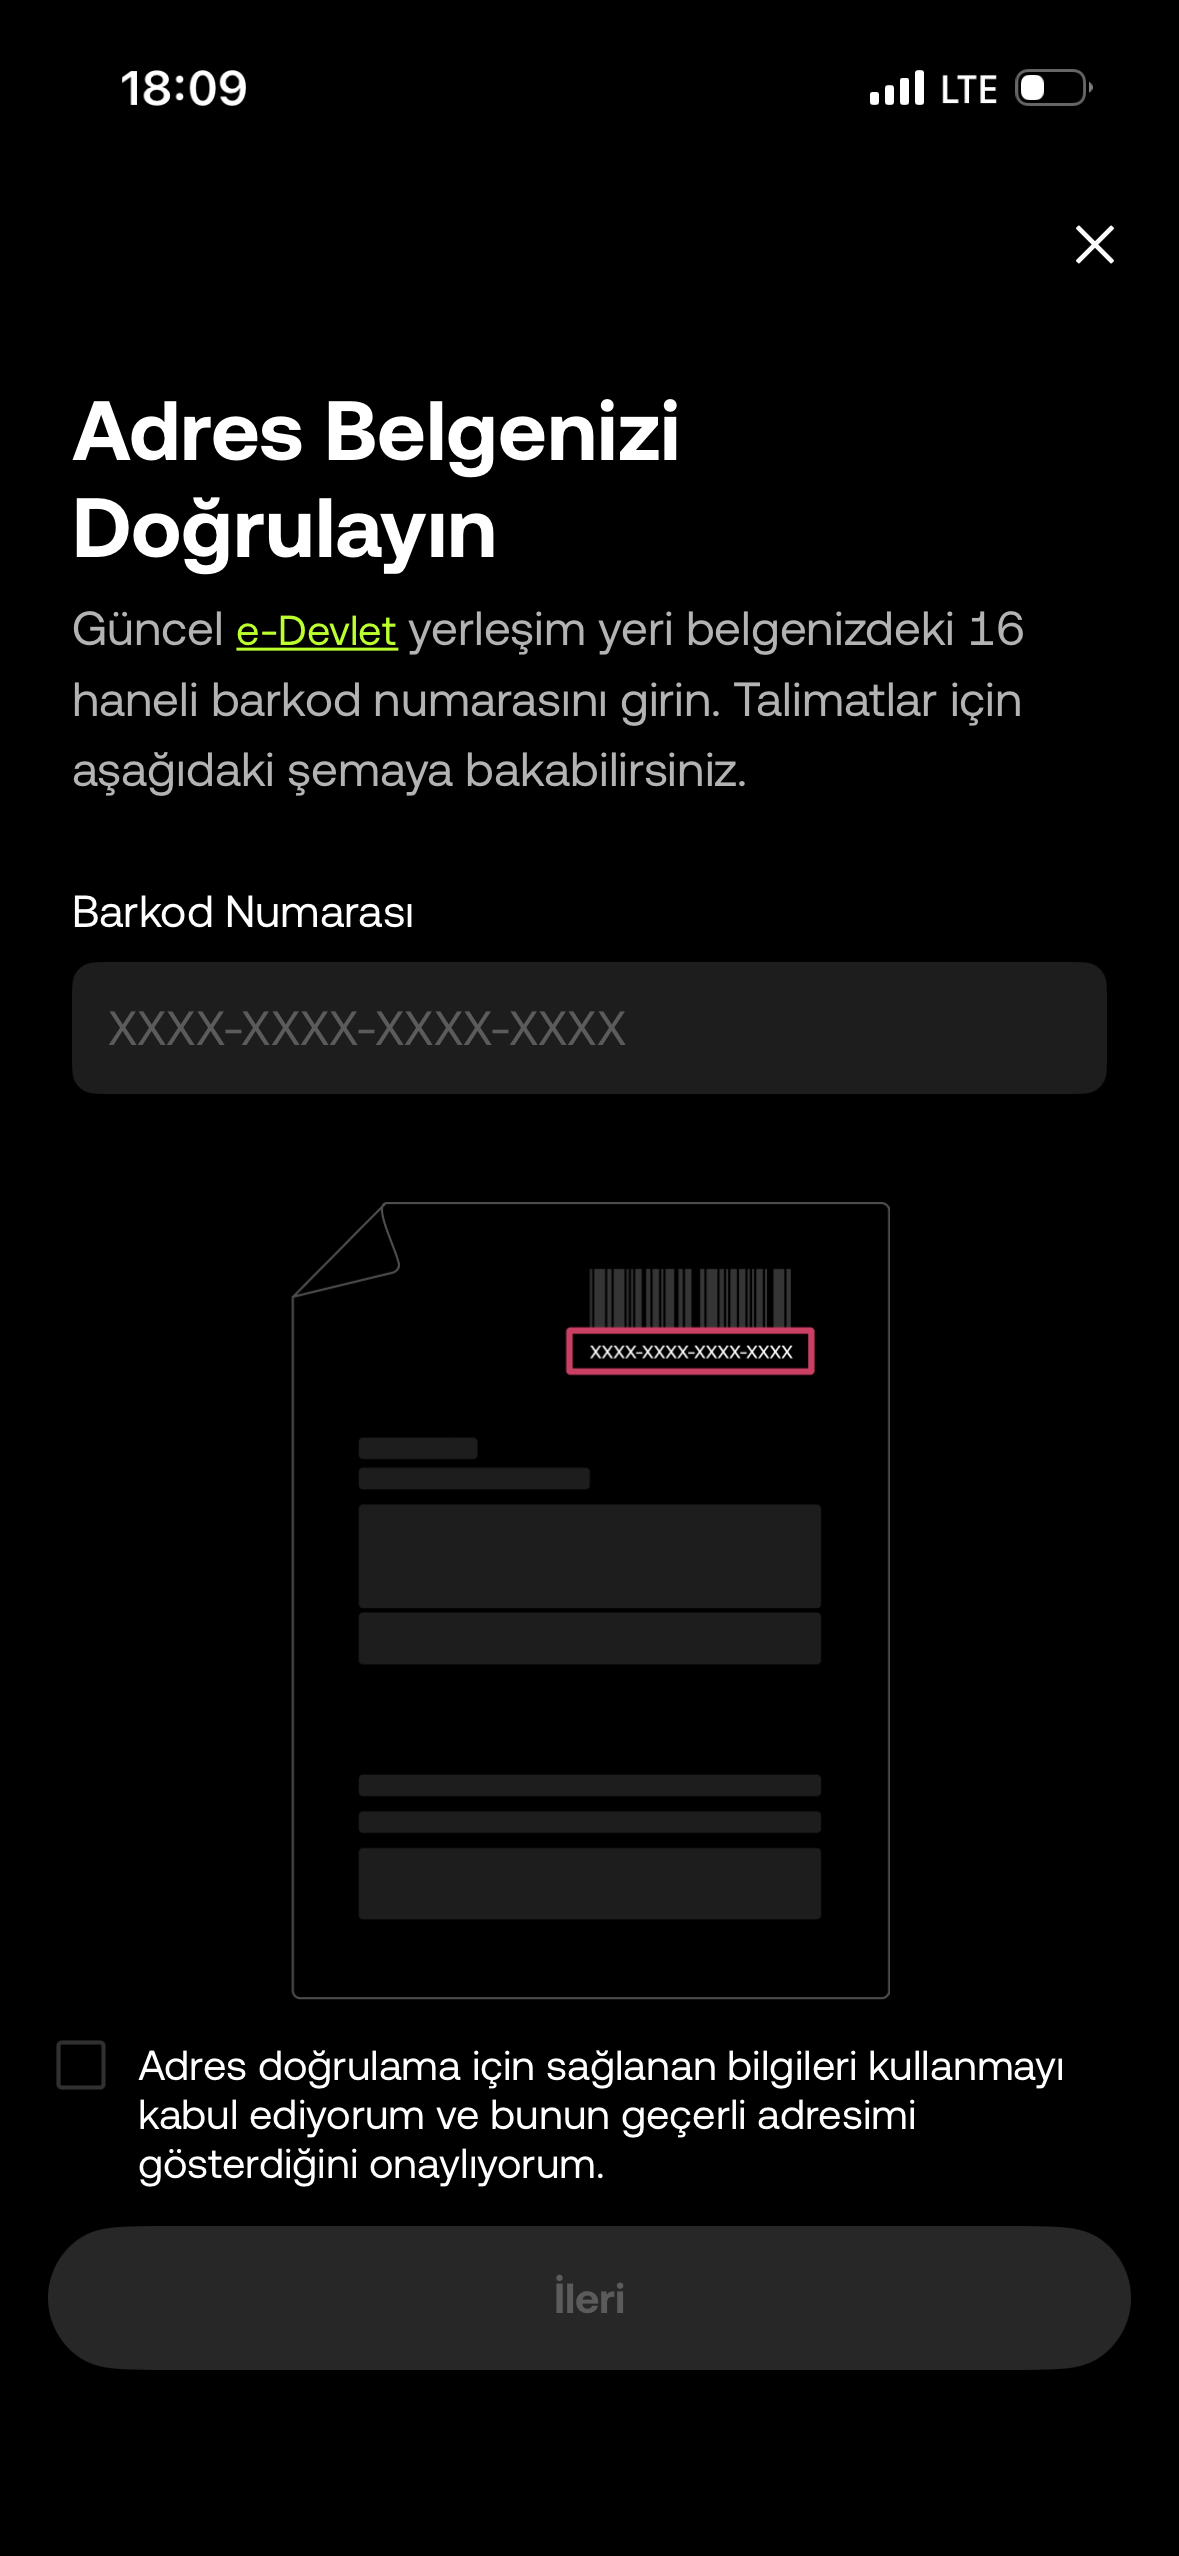 18:09
LTE
Adres Belgenizi
Doğrulayın
Güncel e-Devlet yerleşim yeri belgenizdeki 16
haneli barkod numarasını girin. Talimatlar için
aşağıdaki şemaya bakabilirsiniz.
Barkod Numarası
XXXX-XXXX-XXXX-XXXX
XXXX-XXXX-XXXX-XXXX
Adres doğrulama için sağlanan bilgileri kullanmayı
kabul ediyorum ve bunun geçerli adresimi
gösterdiğini onaylıyorum.
İleri